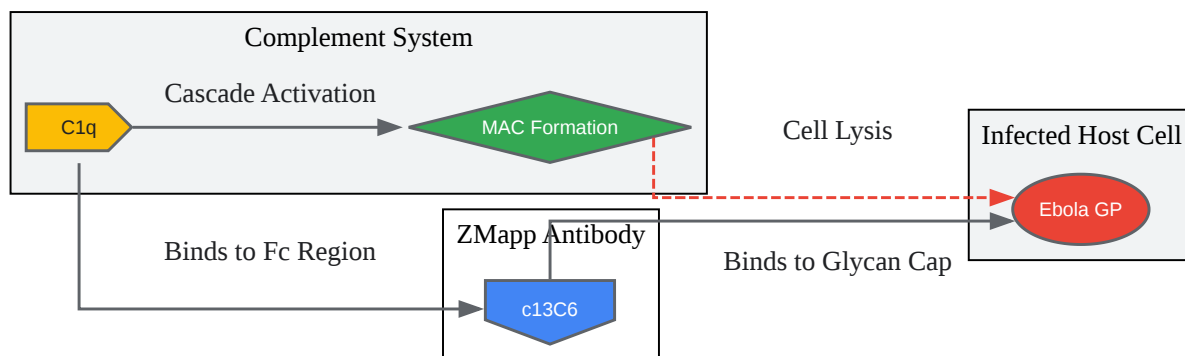 Complement System
Cascade Activation
C1q
MAC Formation
Cell Lysis
Infected Host Cell
Ebola GP
ZMapp Antibody
Binds to Fc Region
Binds to Glycan Cap
c13C6